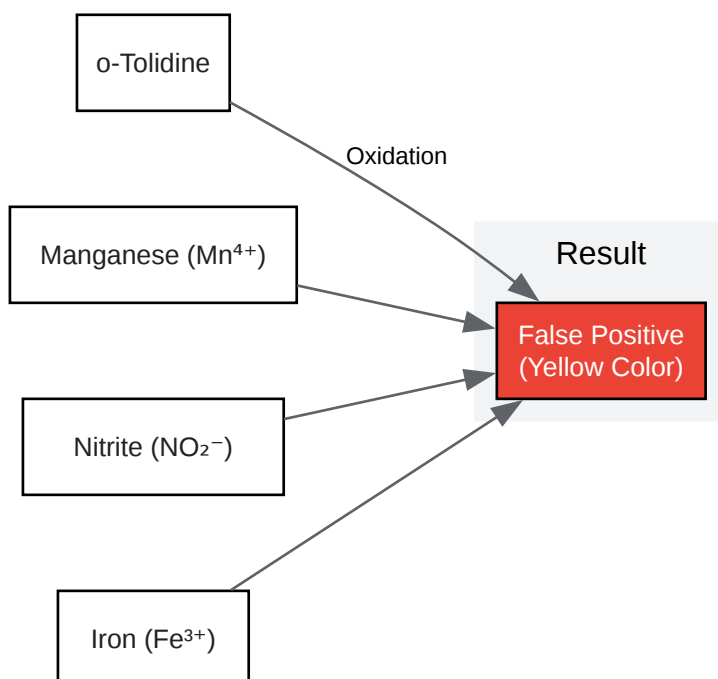 o-Tolidine
Oxidation
Manganese (Mn⁴⁺)
Result
False Positive
(Yellow Color)
Nitrite (NO₂⁻)
Iron (Fe³⁺)